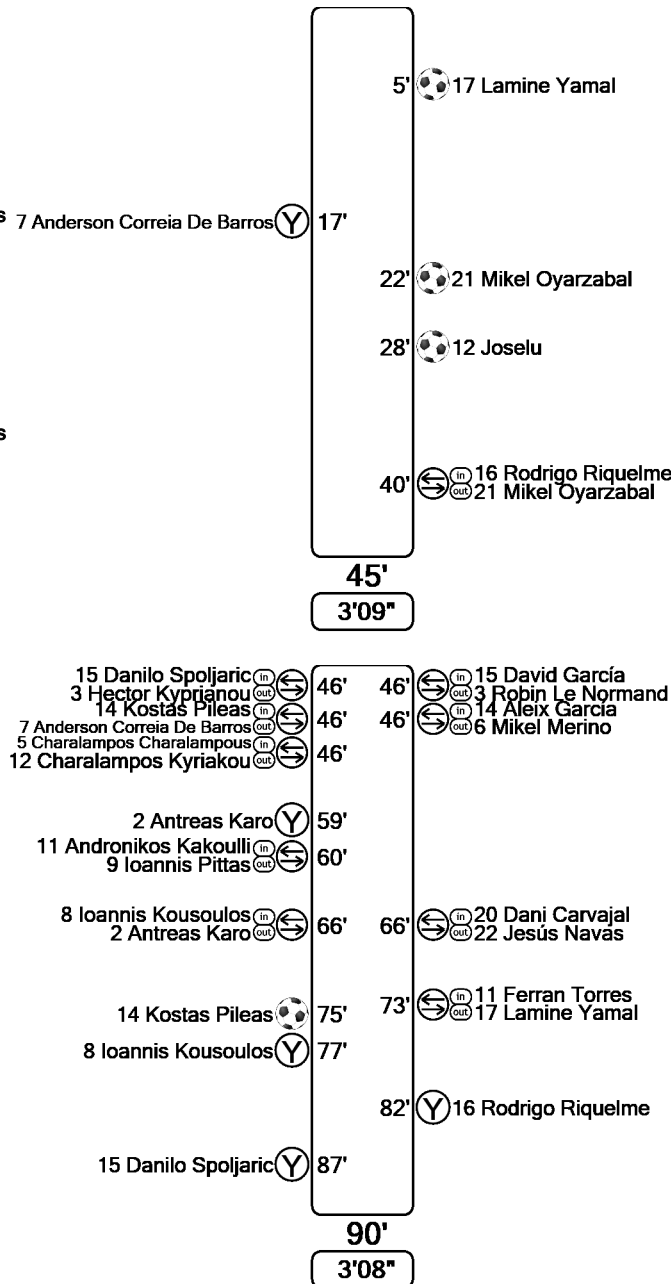 5' 17 Lamine Yamal
s 7 Anderson Correia De Barros Y 17'
22' 21 Mikel Oyarzabal
28' 12 Joselu
s
in 16 Rodrigo Riquelme
40' out 21 Mikel Oyarzabal
45'
3'09"
15 Danilo Spoljaric in 46' 46' in 15 David García
3 Hector Kyprianou out out 3 Robin Le Normand
14 Kostas Pileas in 46' 46' in 14 Aleix García
7 Anderson Correia De Barros out out 6 Mikel Merino
5 Charalampos Charalampous in 46'
12 Charalampos Kyriakou out
2 Antreas Karo Y 59'
11 Andronikos Kakoulli in 60'
9 Ioannis Pittas out
8 Ioannis Kousoulos in 66' 66' in 20 Dani Carvajal
2 Antreas Karo out out 22 Jesús Navas
73' in 11 Ferran Torres
out 17 Lamine Yamal
14 Kostas Pileas 75'
8 Ioannis Kousoulos Y 77'
82' Y 16 Rodrigo Riquelme
15 Danilo Spoljaric Y 87'
90'
3'08"